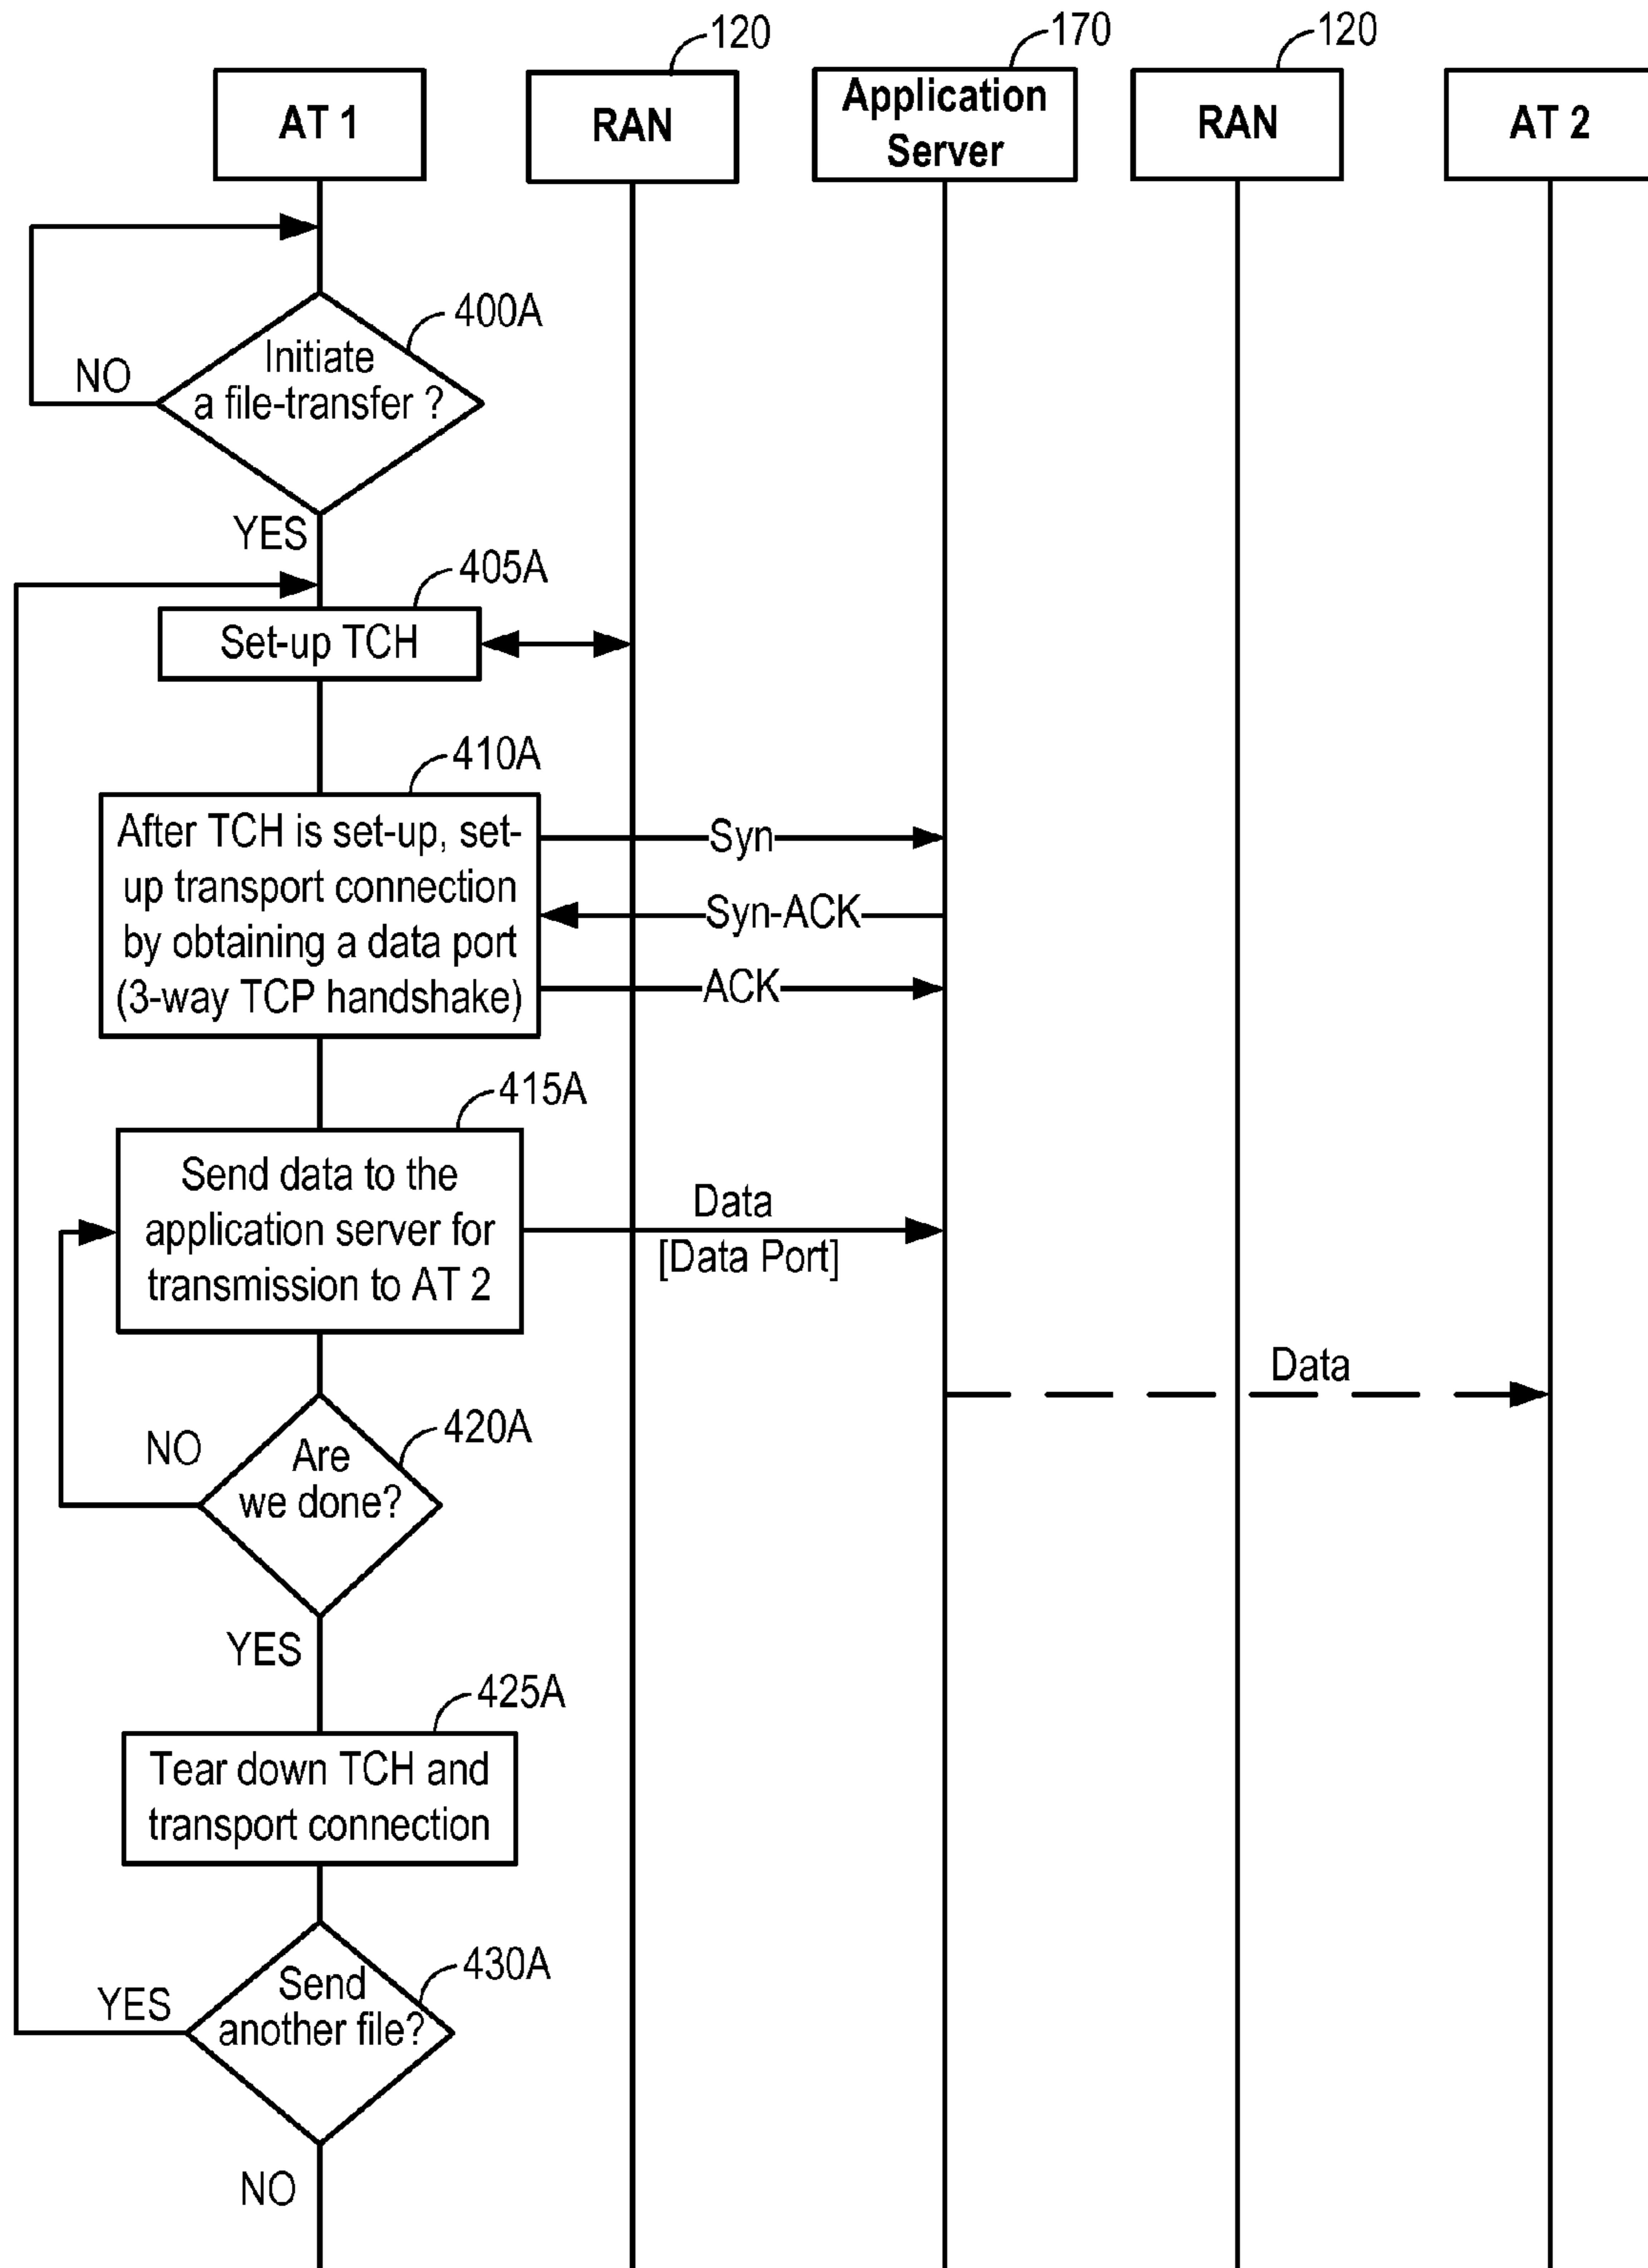 120
170
120
AT 1
RAN
Application
Server
RAN
AT 2
400A
Initiate
a file-transfer ?
NO
YES
405A
Set-up TCH
410A
After TCH is set-up, set-
up transport connection
by obtaining a data port
(3-way TCP handshake)
Syn
Syn-ACK
ACK
415A
Send data to the
application server for
transmission to AT 2
Data
[Data Port]
Data
420A
NO
Are
we done?
YES
425A
Tear down TCH and
transport connection
430A
YES
Send
another file?
NO